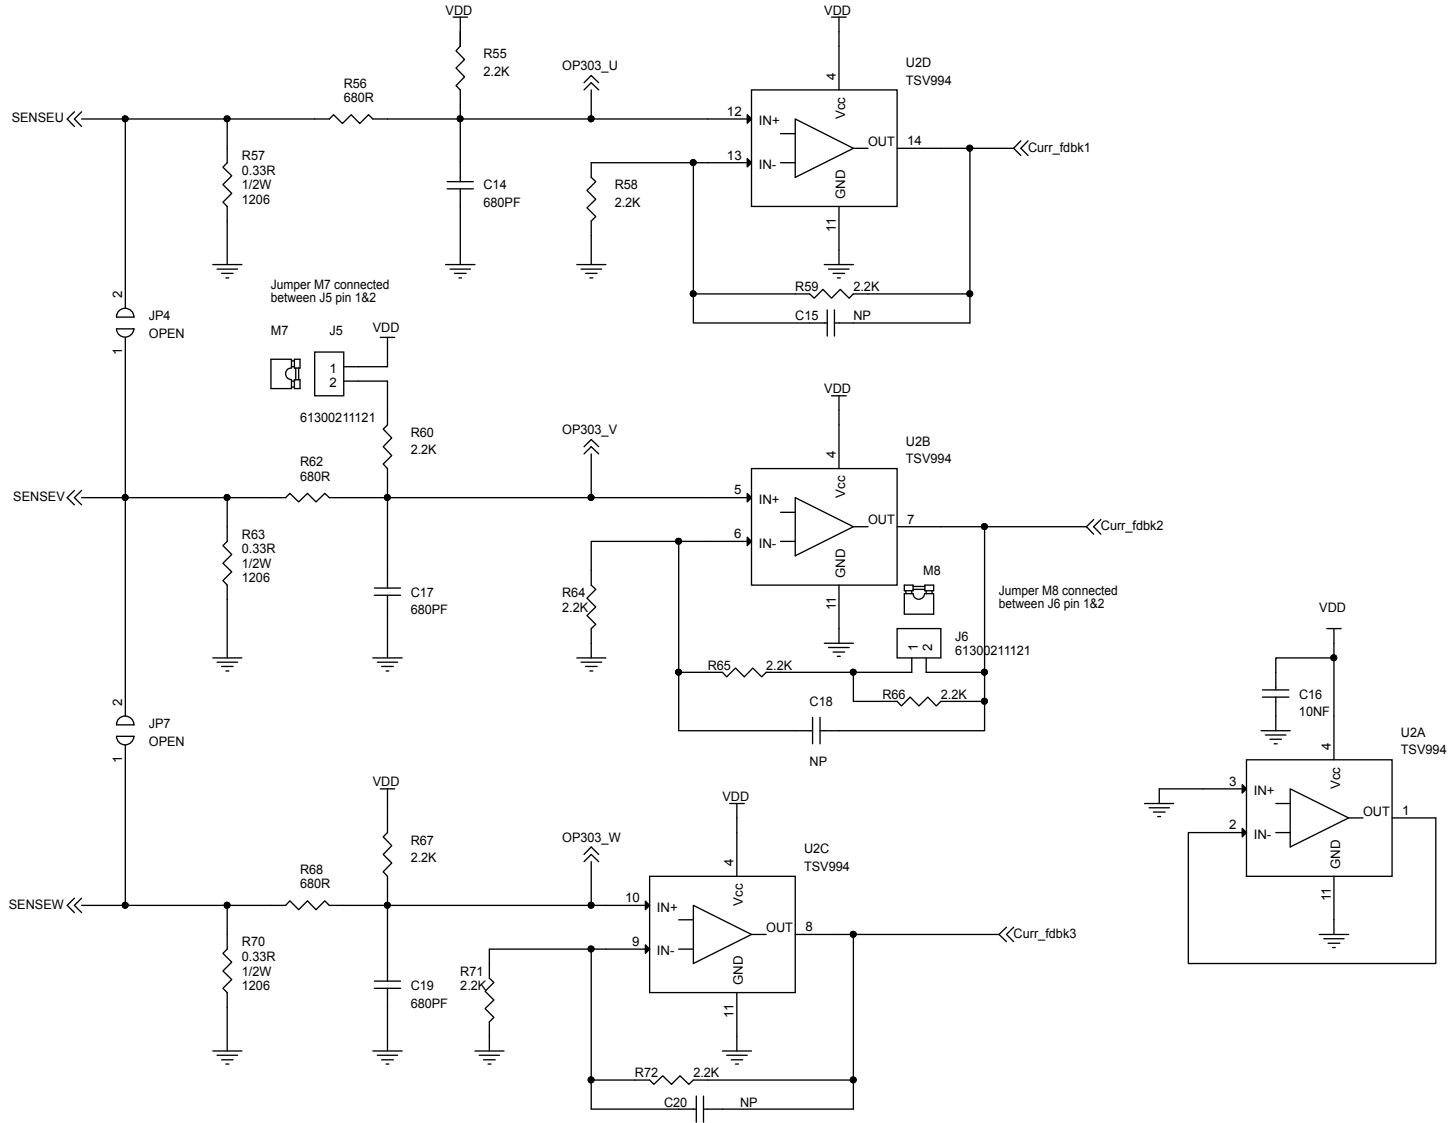 VDD
R55
2.2K
R56
680R
OP303_U
SENSEU
R57
0.33R
1/2W
1206
C14
680PF
R58
2.2K
VDD
U2D
TSV994
4
Vcc
12
IN+
13
IN-
OUT
14
GND
11
Curr_fdbk1
R59
2.2K
C15
NP
2
JP4
OPEN
1
Jumper M7 connected
between J5 pin 1&2
M7
J5
VDD
1
2
61300211121
R60
2.2K
R62
680R
OP303_V
SENSEV
R63
0.33R
1/2W
1206
C17
680PF
R64
2.2K
VDD
U2B
TSV994
4
Vcc
5
IN+
6
IN-
OUT
7
GND
11
Curr_fdbk2
M8
Jumper M8 connected
between J6 pin 1&2
1
2
J6
61300211121
R65
2.2K
R66
2.2K
C18
NP
2
JP7
OPEN
1
VDD
R67
2.2K
R68
680R
OP303_W
SENSEW
R70
0.33R
1/2W
1206
C19
680PF
R71
2.2K
VDD
U2C
TSV994
4
Vcc
10
IN+
9
IN-
OUT
8
GND
11
Curr_fdbk3
R72
2.2K
C20
NP
VDD
C16
10NF
U2A
TSV994
4
Vcc
3
IN+
2
IN-
OUT
1
GND
11